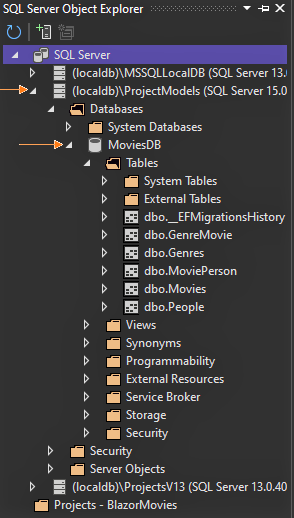 SQL Server Object Explorer
SQL Server
(localdb)\MSSQLLocalDB (SQL Server 13.0
(localdb)\ProjectModels (SQL Server 15.0
Databases
System Databases
MoviesDB
Tables
System Tables
External Tables
dbo.__EFMigrationsHistory
dbo.GenreMovie
dbo.Genres
dbo.MoviePerson
dbo.Movies
dbo.People
Views
Synonyms
Programmability
External Resources
Service Broker
Storage
Security
Security
Server Objects
(localdb)\ProjectsV13 (SQL Server 13.0.40
Projects - BlazorMovies